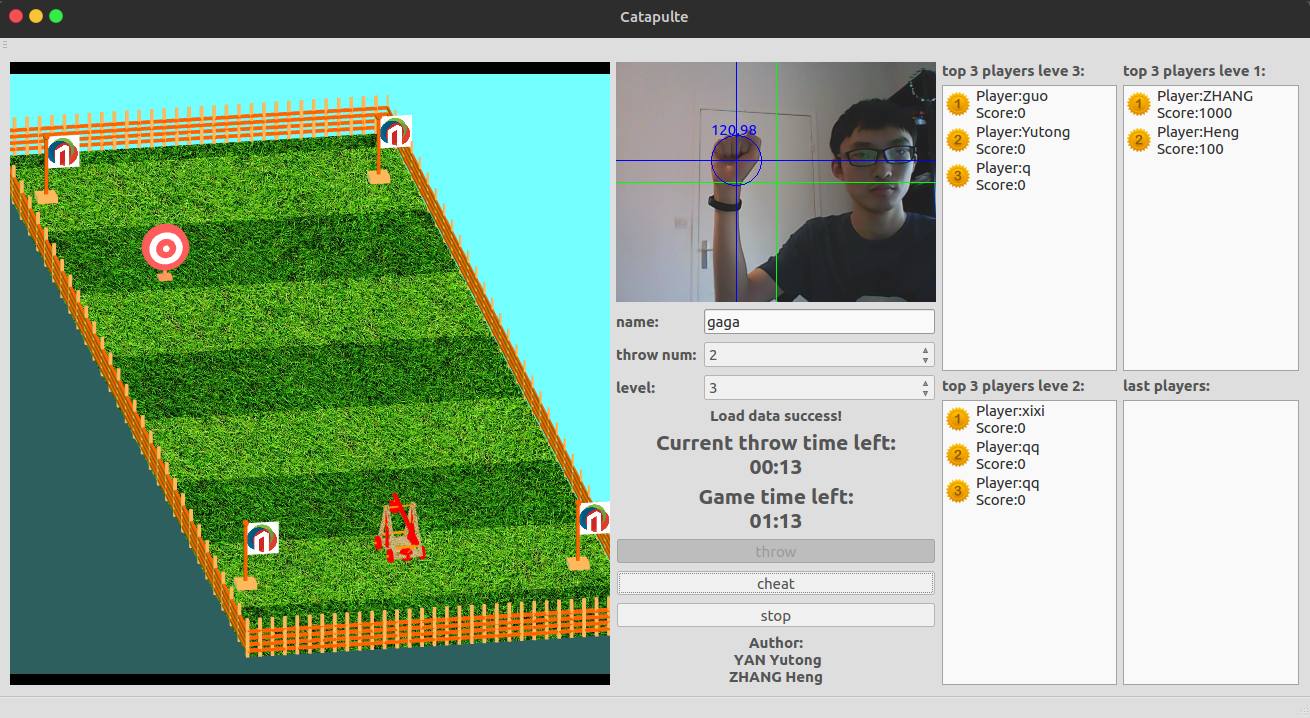 Catapulte
120,98
name:
gaga
throw num:
2
level:
3
Load data success!
Current throw time left:
00:13
Game time left:
01:13
throw
cheat
stop
Author:
YAN Yutong
ZHANG Heng
top 3 players leve 3:
1
Player:guo
Score:0
2
Player:Yutong
Score:0
3
Player:q
Score:0
top 3 players leve 1:
1
Player:ZHANG
Score:1000
2
Player:Heng
Score:100
top 3 players leve 2:
1
Player:xixi
Score:0
2
Player:qq
Score:0
3
Player:qq
Score:0
last players: